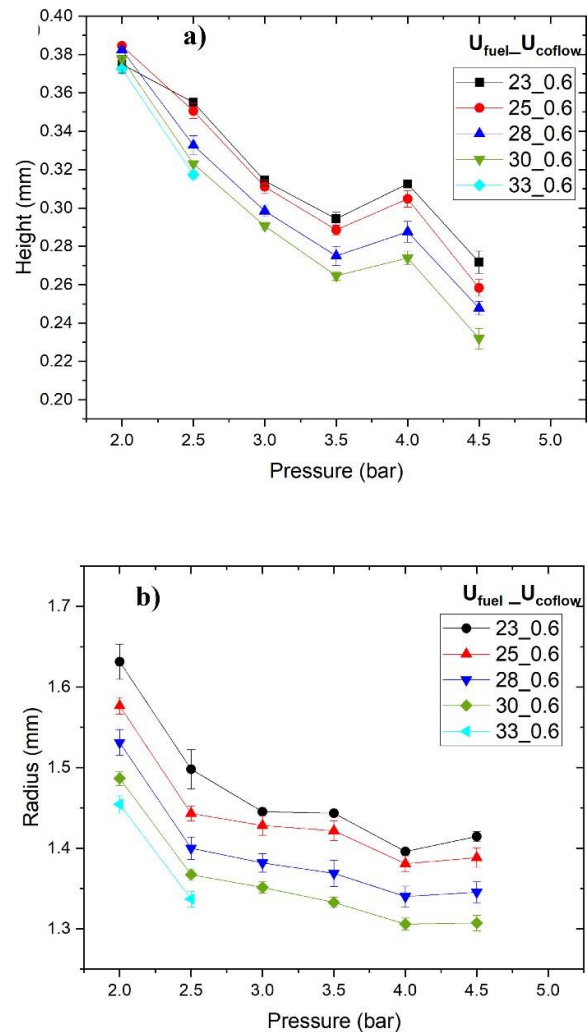 a)
U_fuel_U_coflow
23_0.6
25_0.6
28_0.6
30_0.6
33_0.6
0.40
0.38
0.36
0.34
0.32
0.30
0.28
0.26
0.24
0.22
0.20
Height (mm)
2.0 2.5 3.0 3.5 4.0 4.5 5.0
Pressure (bar)
b)
U_fuel_U_coflow
23_0.6
25_0.6
28_0.6
30_0.6
33_0.6
1.7
1.6
1.5
1.4
1.3
Radius (mm)
2.0 2.5 3.0 3.5 4.0 4.5 5.0
Pressure (bar)